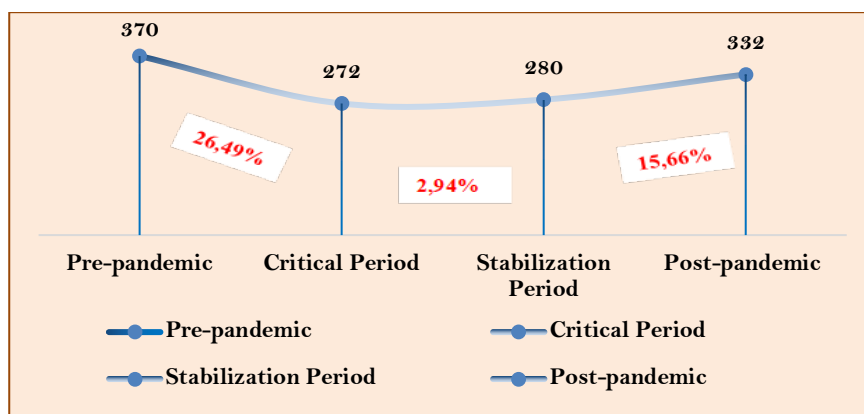 370
272
280
332
26,49%
2,94%
15,66%
Pre-pandemic
Critical Period
Stabilization
Period
Post-pandemic
Pre-pandemic
Critical Period
Stabilization Period
Post-pandemic